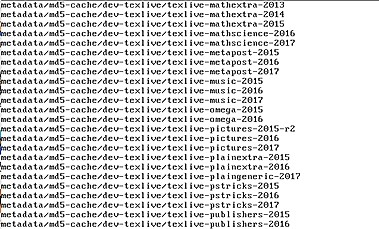 metadata/md5-cache/dev-texlive/texlive-mathextra-2013
metadata/md5-cache/dev-texlive/texlive-mathextra-2014
metadata/md5-cache/dev-texlive/texlive-mathextra-2015
metadata/md5-cache/dev-texlive/texlive-mathscience-2016
metadata/md5-cache/dev-texlive/texlive-mathscience-2017
metadata/md5-cache/dev-texlive/texlive-metapost-2015
metadata/md5-cache/dev-texlive/texlive-metapost-2016
metadata/md5-cache/dev-texlive/texlive-metapost-2017
metadata/md5-cache/dev-texlive/texlive-music-2015
metadata/md5-cache/dev-texlive/texlive-music-2016
metadata/md5-cache/dev-texlive/texlive-music-2017
metadata/md5-cache/dev-texlive/texlive-omega-2015
metadata/md5-cache/dev-texlive/texlive-omega-2016
metadata/md5-cache/dev-texlive/texlive-pictures-2015-r2
metadata/md5-cache/dev-texlive/texlive-pictures-2016
metadata/md5-cache/dev-texlive/texlive-pictures-2017
metadata/md5-cache/dev-texlive/texlive-plainextra-2015
metadata/md5-cache/dev-texlive/texlive-plainextra-2016
metadata/md5-cache/dev-texlive/texlive-plaingeneric-2017
metadata/md5-cache/dev-texlive/texlive-pstricks-2015
metadata/md5-cache/dev-texlive/texlive-pstricks-2016
metadata/md5-cache/dev-texlive/texlive-pstricks-2017
metadata/md5-cache/dev-texlive/texlive-publishers-2015
metadata/md5-cache/dev-texlive/texlive-publishers-2016